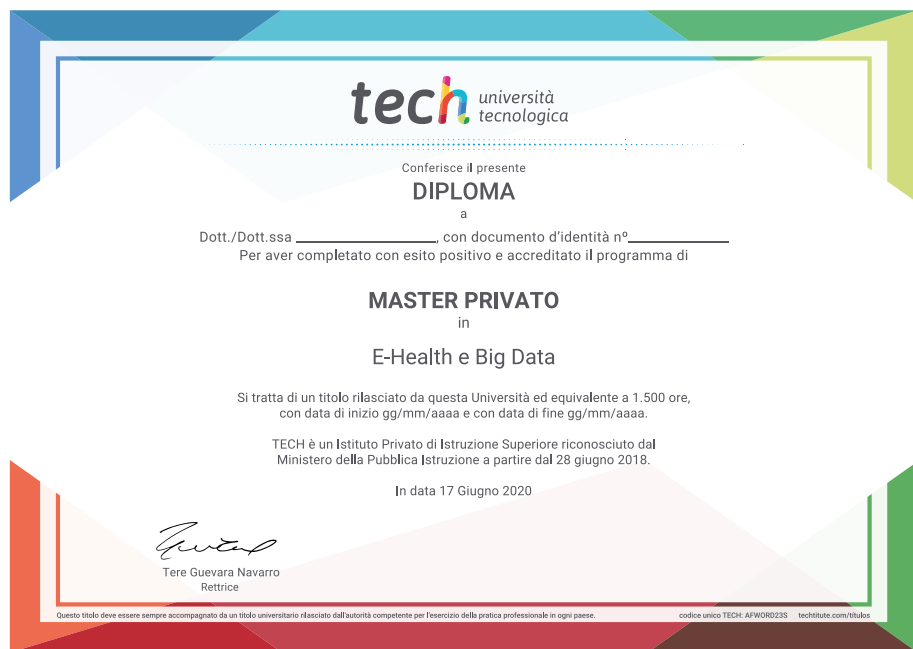 tech università
tecnologica
Conferisce il presente
DIPLOMA
a
Dott./Dott.ssa ________________, con documento d'identità nº____________
Per aver completato con esito positivo e accreditato il programma di
MASTER PRIVATO
in
E-Health e Big Data
Si tratta di un titolo rilasciato da questa Università ed equivalente a 1.500 ore,
con data di inizio gg/mm/aaaa e con data di fine gg/mm/aaaa.
TECH è un Istituto Privato di Istruzione Superiore riconosciuto dal
Ministero della Pubblica Istruzione a partire dal 28 giugno 2018.
In data 17 Giugno 2020
Tere Guevara Navarro
Rettrice
Questo titolo deve essere sempre accompagnato da un titolo universitario rilasciato dall'autorità competente per l'esercizio della pratica professionale in ogni paese. codice unico TECH: AFWORD23S techtitute.com/titulos